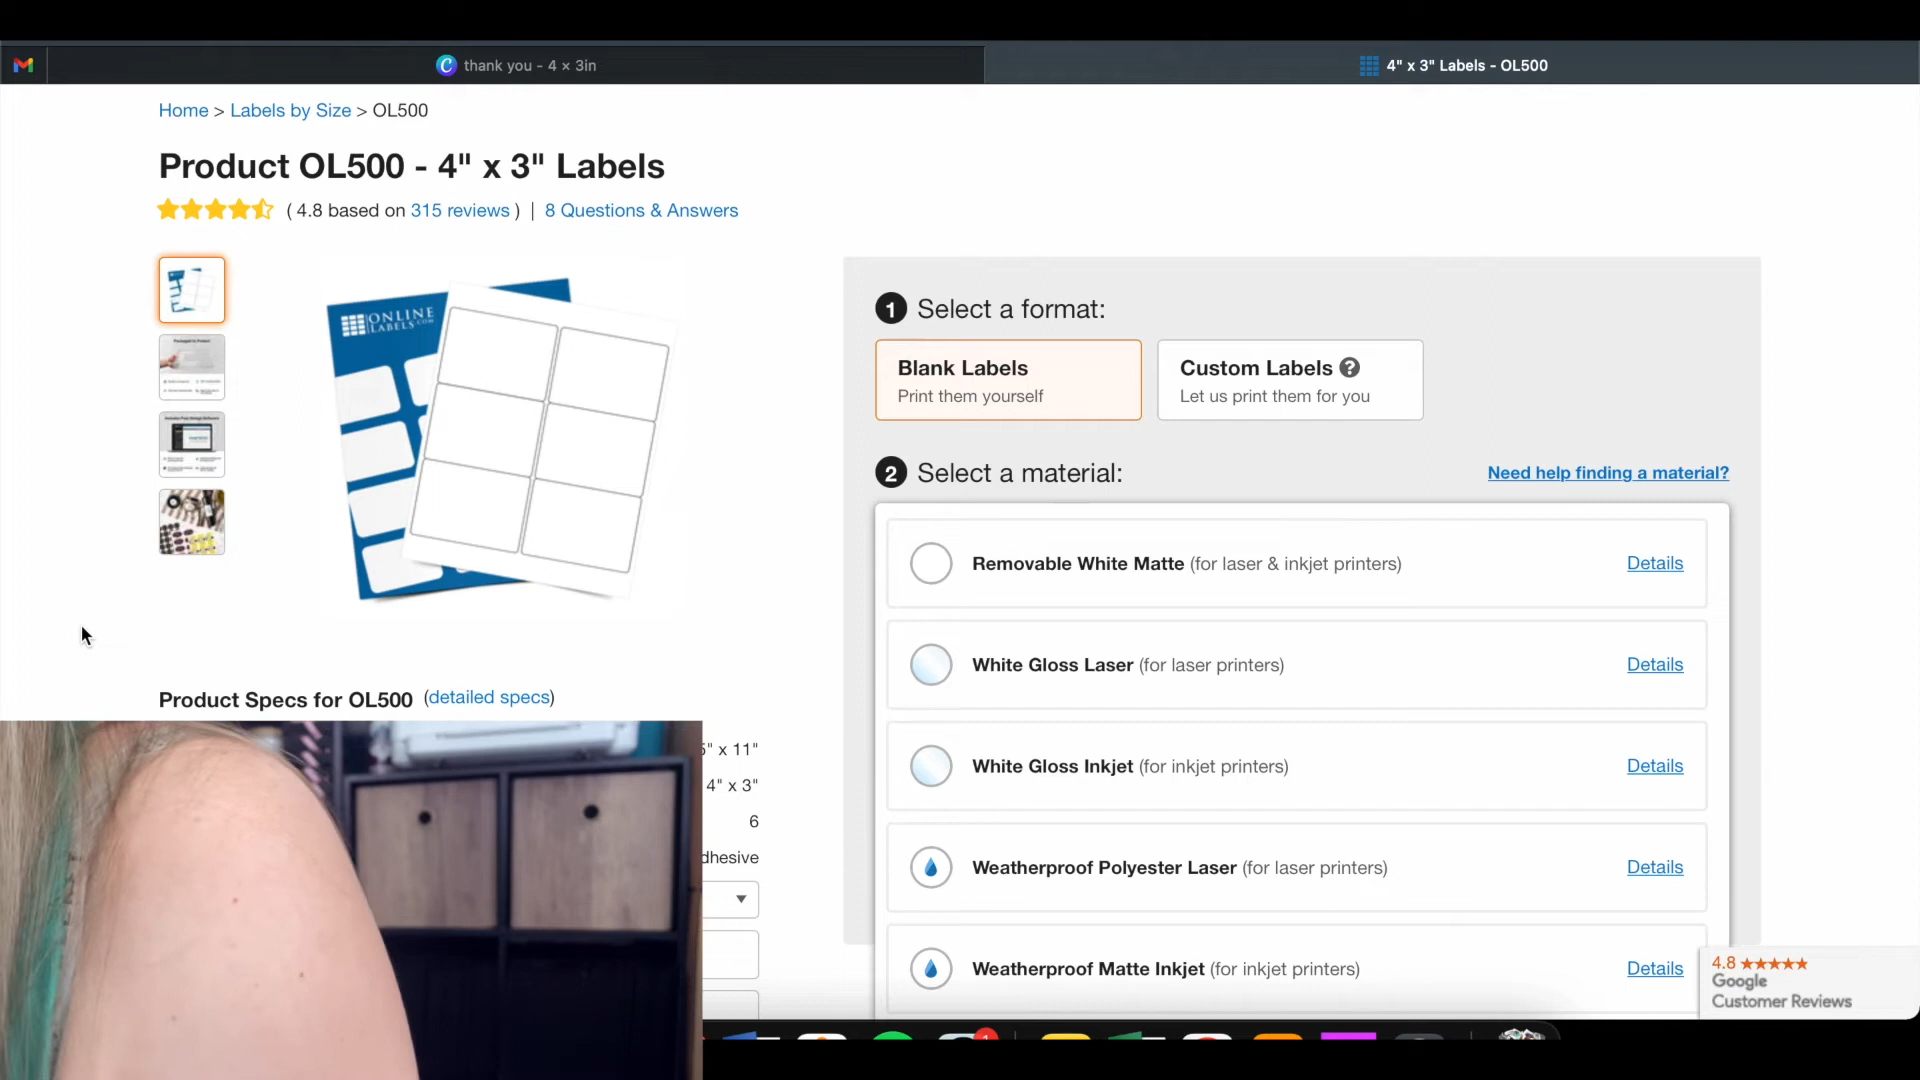 thank you - 4 × 3in
4" x 3" Labels - OL500
Home > Labels by Size > OL500
Product OL500 - 4" x 3" Labels
( 4.8 based on 315 reviews ) | 8 Questions & Answers
ONLINE
LABELS.COM
1 Select a format:
Blank Labels
Print them yourself
Custom Labels ?
Let us print them for you
2 Select a material:
Need help finding a material?
Removable White Matte (for laser & inkjet printers)
Details
White Gloss Laser (for laser printers)
Details
White Gloss Inkjet (for inkjet printers)
Details
Weatherproof Polyester Laser (for laser printers)
Details
Weatherproof Matte Inkjet (for inkjet printers)
Details
Product Specs for OL500 (detailed specs)
" x 11"
4" x 3"
6
dhesive
4.8 ★★★★★
Google
Customer Reviews